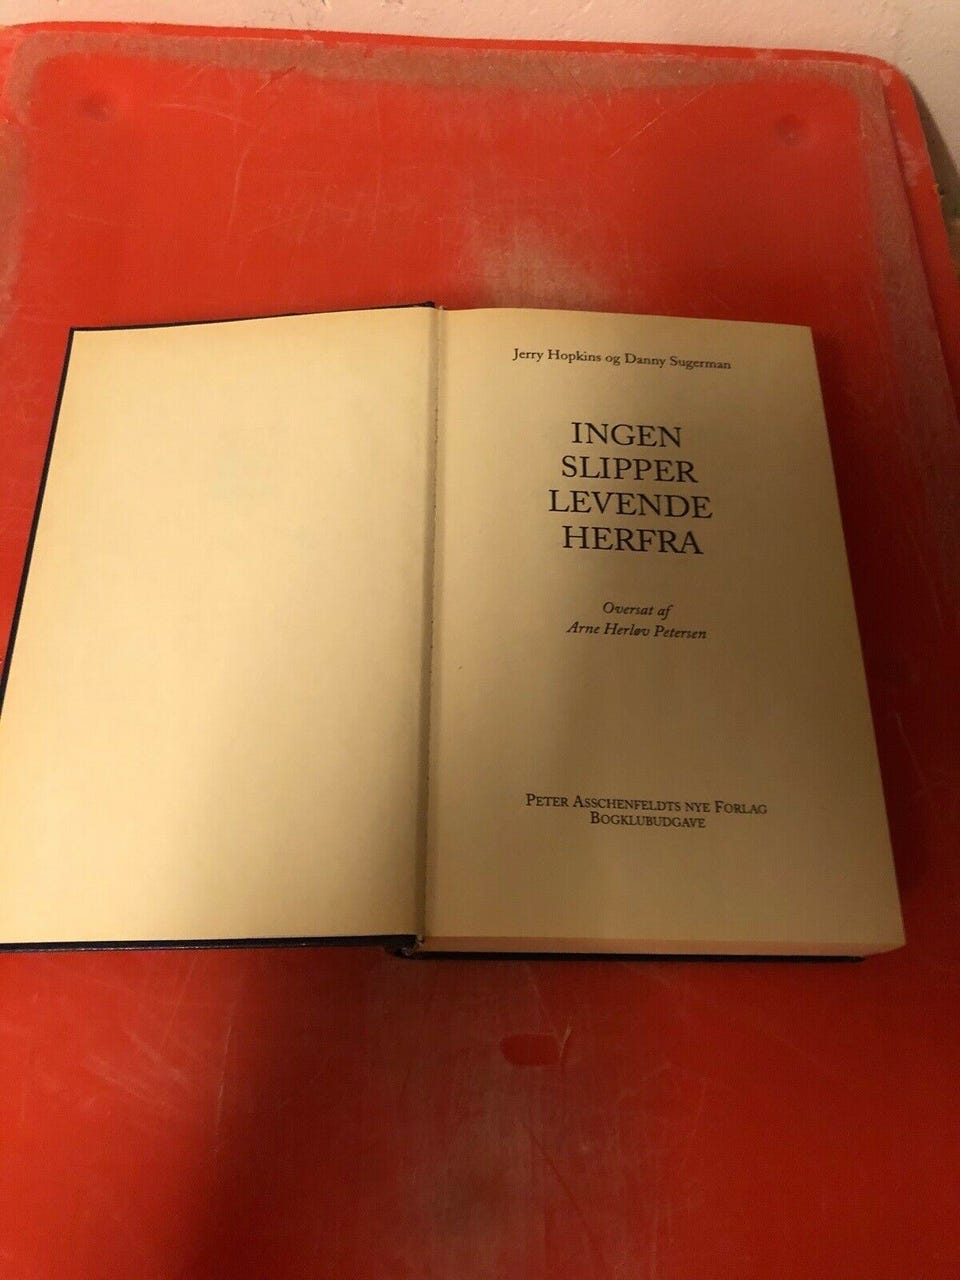 Jerry Hopkins og Danny Sugerman
INGEN
SLIPPER
LEVENDE
HERFRA
Oversat af
Arne Herløv Petersen
PETER ASSCHENFELDTS NYE FORLAG
BOGKLUBUDGAVE